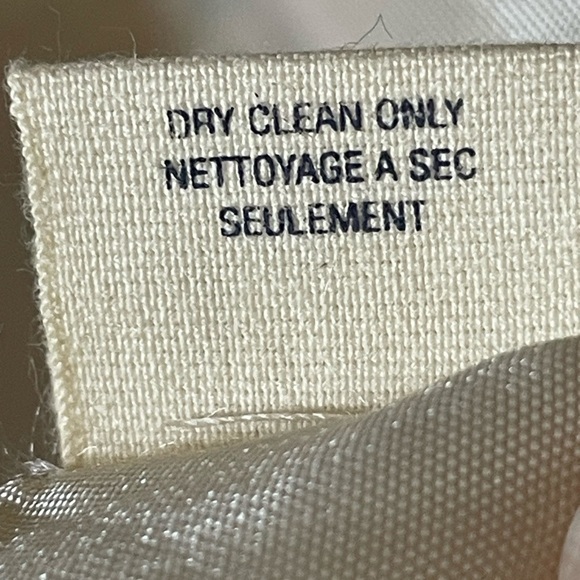 DRY CLEAN ONLY
NETTOYAGE A SEC
SEULEMENT